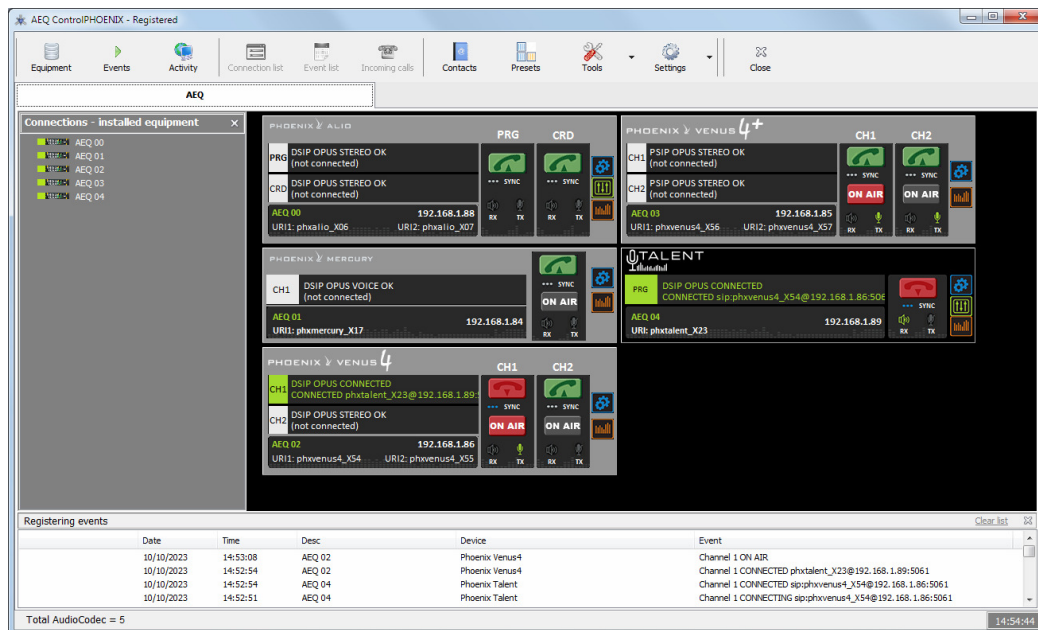 AEQ ControlPHOENIX - Registered
Equipment Events Activity Connection list Event list Incoming calls Contacts Presets Tools Settings Close
AEQ
Connections - installed equipment
AEQ 00
AEQ 01
AEQ 02
AEQ 03
AEQ 04
PHOENIX ALIO
PRG CRD
PRG DSIP OPUS STEREO OK
(not connected)
SYNC SYNC
CRD DSIP OPUS STEREO OK
(not connected)
AEQ 00 192.168.1.88
URI1: phxalio_X06 URI2: phxalio_X07
RX TX RX TX
PHOENIX VENUS 4+
CH1 CH2
CH1 PSIP OPUS STEREO OK
(not connected)
SYNC SYNC
CH2 PSIP OPUS STEREO OK
(not connected)
ON AIR ON AIR
AEQ 03 192.168.1.85
URI1: phxvenus4_X56 URI2: phxvenus4_X57
RX TX RX TX
PHOENIX MERCURY
CH1 DSIP OPUS VOICE OK
(not connected)
SYNC
ON AIR
AEQ 01 192.168.1.84
URI1: phxmercury_X17
RX TX
TALENT
PRG DSIP OPUS CONNECTED
CONNECTED sip:phxvenus4_X54@192.168.1.86:506
SYNC
AEQ 04 192.168.1.89
URI: phxtalent_X23
RX TX
PHOENIX VENUS 4
CH1 CH2
CH1 DSIP OPUS CONNECTED
CONNECTED phxtalent_X23@192.168.1.89:
SYNC SYNC
CH2 DSIP OPUS STEREO OK
(not connected)
ON AIR ON AIR
AEQ 02 192.168.1.86
URI1: phxvenus4_X54 URI2: phxvenus4_X55
RX TX RX TX
Registering events Clear list
Date Time Desc Device Event
10/10/2023 14:53:08 AEQ 02 Phoenix Venus4 Channel 1 ON AIR
10/10/2023 14:52:54 AEQ 02 Phoenix Venus4 Channel 1 CONNECTED phxtalent_X23@192.168.1.89:5061
10/10/2023 14:52:54 AEQ 04 Phoenix Talent Channel 1 CONNECTED sip:phxvenus4_X54@192.168.1.86:5061
10/10/2023 14:52:51 AEQ 04 Phoenix Talent Channel 1 CONNECTING sip:phxvenus4_X54@192.168.1.86:5061
Total AudioCodec = 5 14:54:44